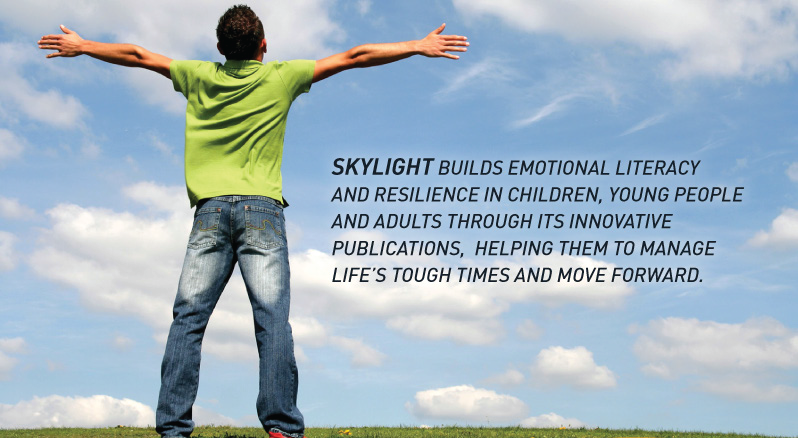 SKYLIGHT BUILDS EMOTIONAL LITERACY
AND RESILIENCE IN CHILDREN, YOUNG PEOPLE
AND ADULTS THROUGH ITS INNOVATIVE
PUBLICATIONS, HELPING THEM TO MANAGE
LIFE'S TOUGH TIMES AND MOVE FORWARD.